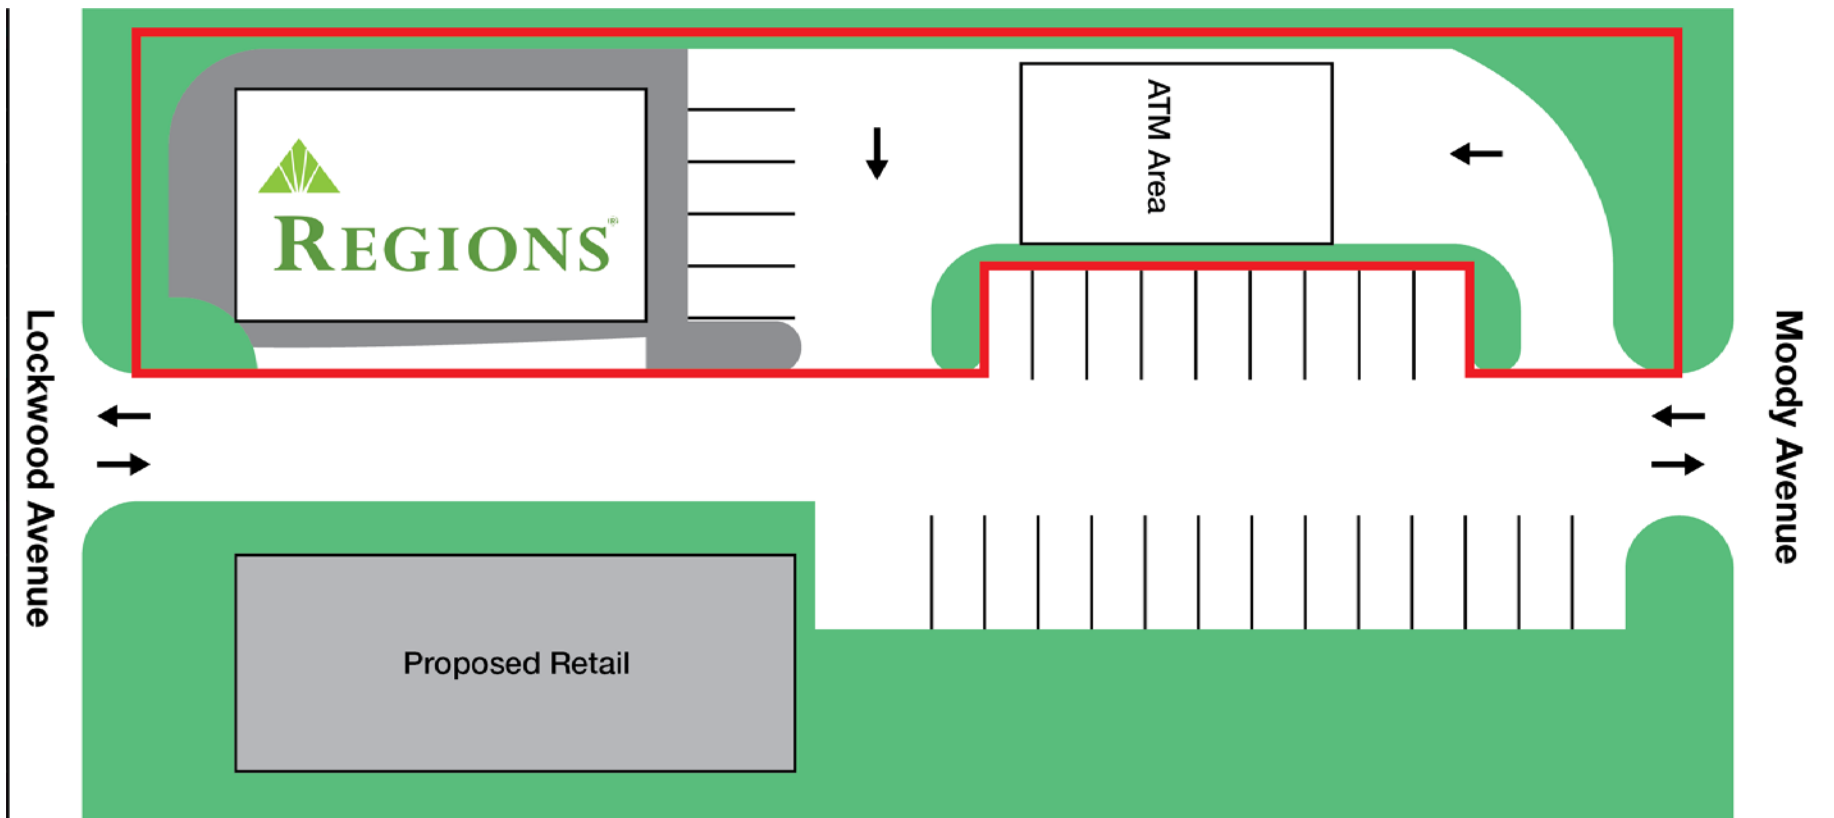 REGIONS®
ATM Area
Lockwood Avenue
Moody Avenue
Proposed Retail